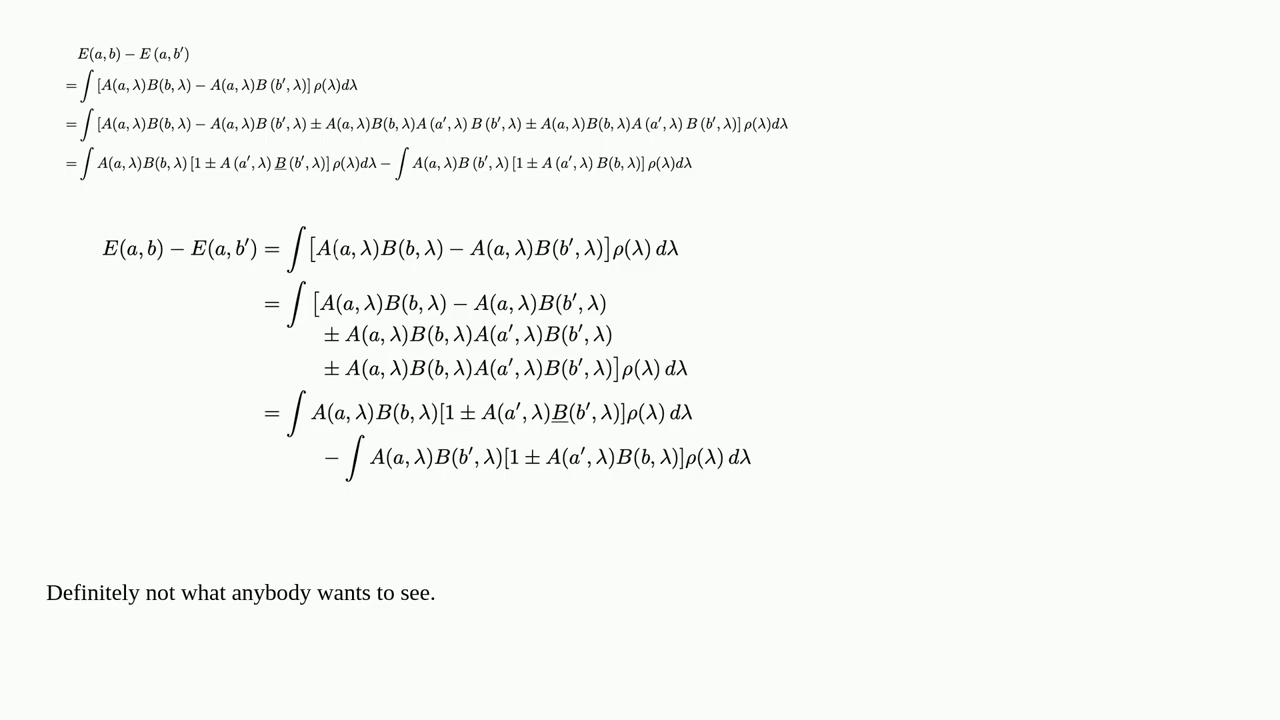 E(a, b) − E (a, b′)
= ∫ [A(a, λ)B(b, λ) − A(a, λ)B (b′, λ)] ρ(λ)dλ
= ∫ [A(a, λ)B(b, λ) − A(a, λ)B (b′, λ) ± A(a, λ)B(b, λ)A (a′, λ) B (b′, λ) ± A(a, λ)B(b, λ)A (a′, λ) B (b′, λ)] ρ(λ)dλ
= ∫ A(a, λ)B(b, λ) [1 ± A (a′, λ) B̲ (b′, λ)] ρ(λ)dλ − ∫ A(a, λ)B (b′, λ) [1 ± A (a′, λ) B(b, λ)] ρ(λ)dλ
E(a, b) − E(a, b′) = ∫ [A(a, λ)B(b, λ) − A(a, λ)B(b′, λ)]ρ(λ) dλ
= ∫ [A(a, λ)B(b, λ) − A(a, λ)B(b′, λ)
± A(a, λ)B(b, λ)A(a′, λ)B(b′, λ)
± A(a, λ)B(b, λ)A(a′, λ)B(b′, λ)]ρ(λ) dλ
= ∫ A(a, λ)B(b, λ)[1 ± A(a′, λ)B̲(b′, λ)]ρ(λ) dλ
− ∫ A(a, λ)B(b′, λ)[1 ± A(a′, λ)B(b, λ)]ρ(λ) dλ
Definitely not what anybody wants to see.